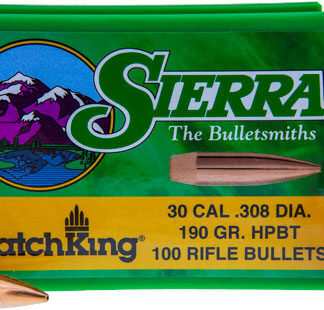 SIERRA
The Bulletsmiths
atchKing®
30 CAL .308 DIA.
190 GR. HPBT
100 RIFLE BULLETS